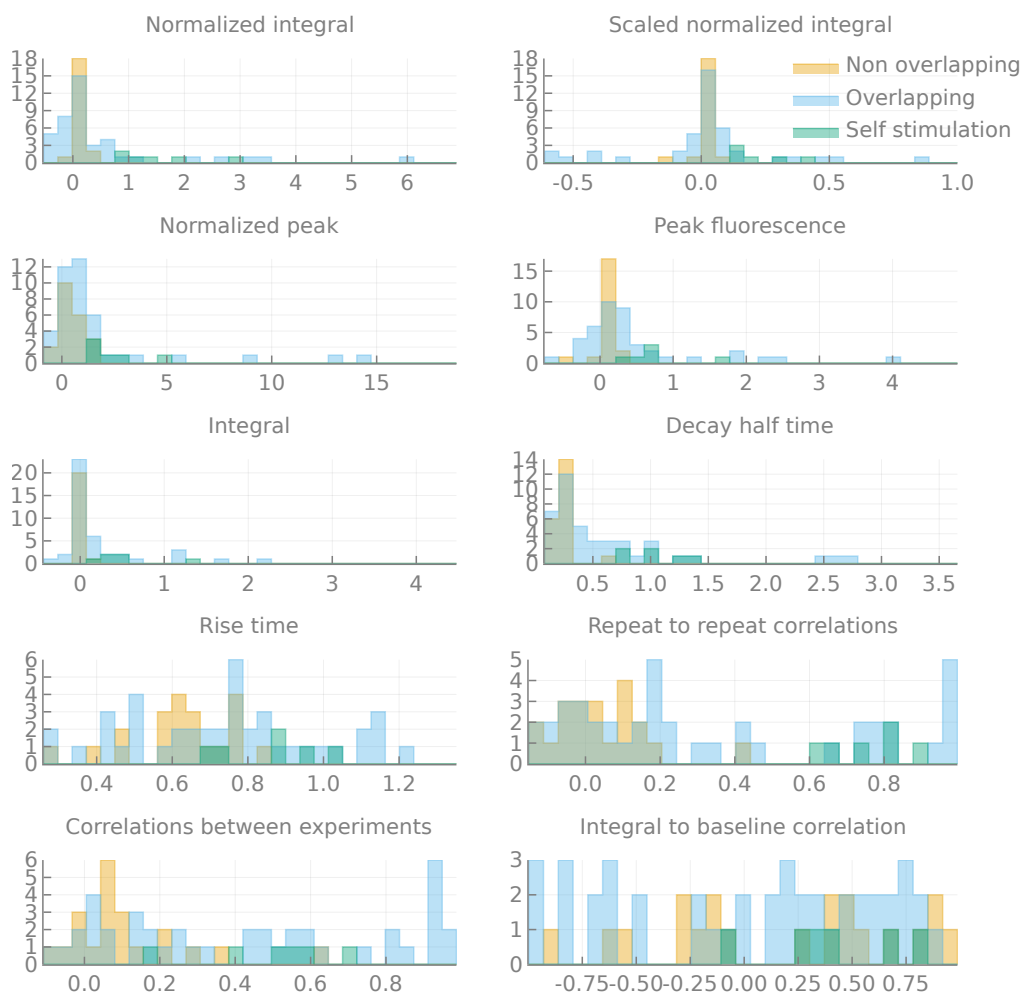 Normalized integral
18
15
9
6
3
0
0 1 2 3 4 5 6
Scaled normalized integral
18
15
9
6
3
0
-0.5 0.0 0.5 1.0
Non overlapping
Overlapping
Self stimulation
Normalized peak
12
10
8
6
4
2
0
0 5 10 15
Peak fluorescence
15
10
5
0
0 1 2 3 4
Integral
20
15
10
5
0
0 1 2 3 4
Decay half time
14
12
8
6
4
2
0
0.5 1.0 1.5 2.0 2.5 3.0 3.5
Rise time
6
5
4
3
2
1
0
0.4 0.6 0.8 1.0 1.2
Repeat to repeat correlations
5
4
3
2
1
0
0.0 0.2 0.4 0.6 0.8
Correlations between experiments
6
5
4
3
2
1
0
0.0 0.2 0.4 0.6 0.8
Integral to baseline correlation
3
2
1
0
-0.75 -0.50 -0.25 0.00 0.25 0.50 0.75